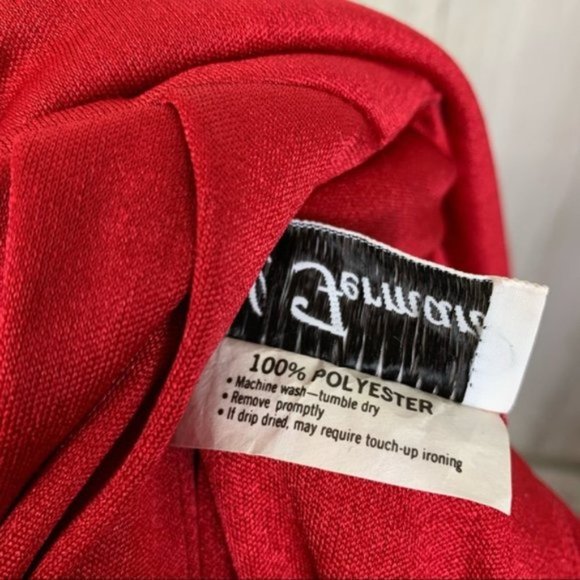 100% POLYESTER
• Machine wash—tumble dry
• Remove promptly
• If drip dried, may require touch-up ironing